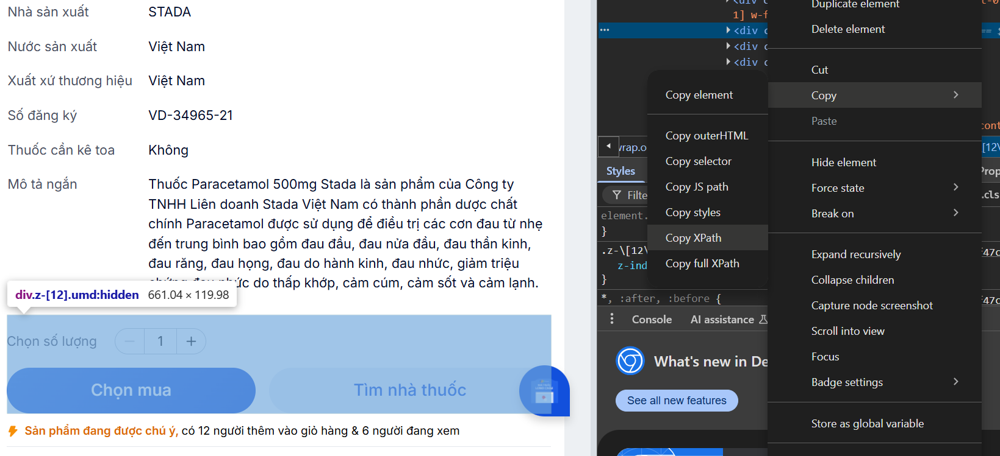 Nhà sản xuất STADA
Nước sản xuất Việt Nam
Xuất xứ thương hiệu Việt Nam
Số đăng ký VD-34965-21
Thuốc cần kê toa Không
Mô tả ngắn Thuốc Paracetamol 500mg Stada là sản phẩm của Công ty
TNHH Liên doanh Stada Việt Nam có thành phần dược chất
chính Paracetamol được sử dụng để điều trị các cơn đau từ nhẹ
đến trung bình bao gồm đau đầu, đau nửa đầu, đau thần kinh,
đau răng, đau họng, đau do hành kinh, đau nhức, giảm triệu
chứng đau nhức do thấp khớp, cảm cúm, cảm sốt và cảm lạnh.
div.z-[12].umd:hidden 661.04 × 119.98
Chọn số lượng − 1 +
Chọn mua Tìm nhà thuốc
Sản phẩm đang được chú ý, có 12 người thêm vào giỏ hàng & 6 người đang xem
1] w-f
<div c
<div c
<div c
wrap.o
Styles
Filte
element.
}
.z-\[12\
z-ind
}
*, :after, :before {
Console AI assistance
What's new in De
See all new features
Copy element
Copy outerHTML
Copy selector
Copy JS path
Copy styles
Copy XPath
Copy full XPath
Duplicate element
Delete element
Cut
Copy
Paste
Hide element
Force state
Break on
Expand recursively
Collapse children
Capture node screenshot
Scroll into view
Focus
Badge settings
Store as global variable
== $
cont
[12\
Prop
.cls
f47c
f47c